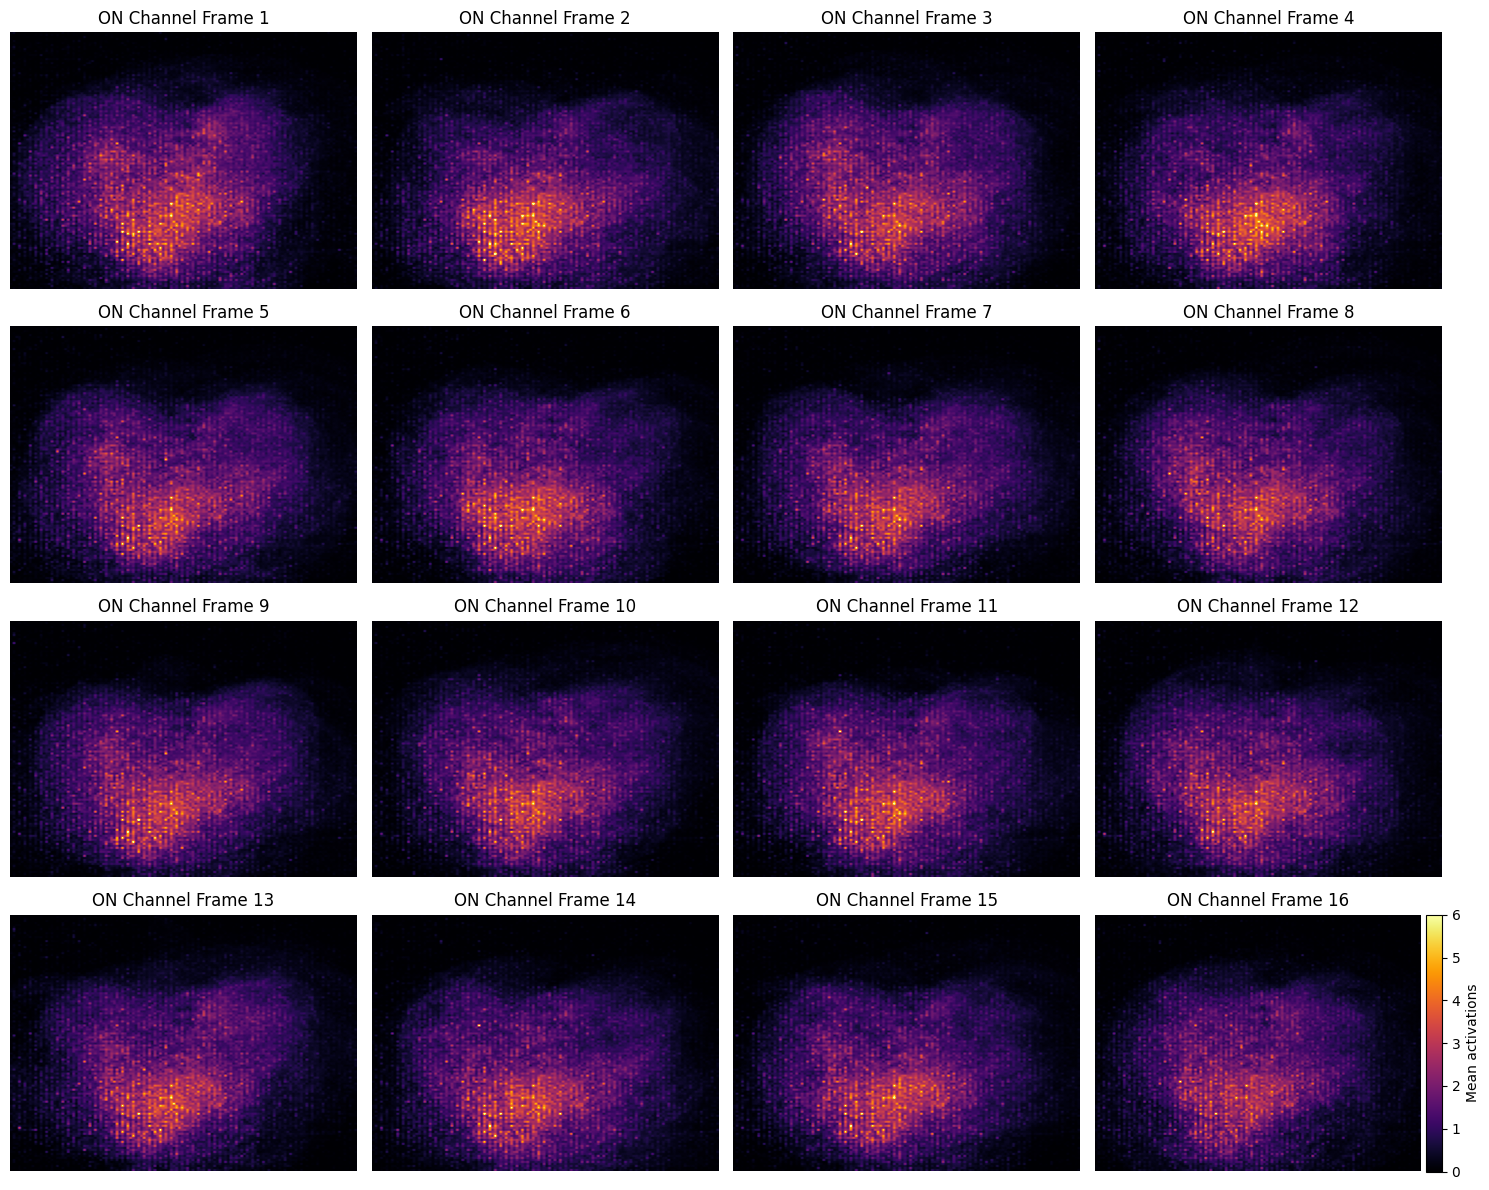 ON Channel Frame 1
ON Channel Frame 2
ON Channel Frame 3
ON Channel Frame 4
ON Channel Frame 5
ON Channel Frame 6
ON Channel Frame 7
ON Channel Frame 8
ON Channel Frame 9
ON Channel Frame 10
ON Channel Frame 11
ON Channel Frame 12
ON Channel Frame 13
ON Channel Frame 14
ON Channel Frame 15
ON Channel Frame 16
6
5
4
3
2
1
0
Mean activations